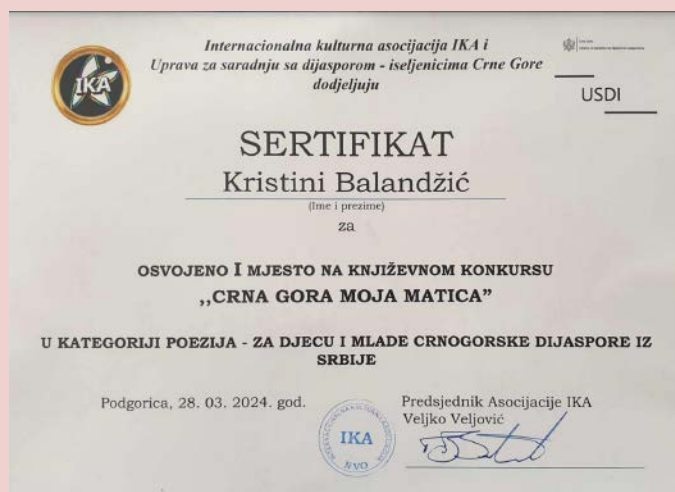 Internacionalna kulturna asocijacija IKA i
Uprava za saradnju sa dijasporom - iseljenicima Crne Gore
dodjeljuju
IKA
USDI
SERTIFIKAT
Kristini Balandžić
(Ime i prezime)
za
OSVOJENO I MJESTO NA KNJIŽEVNOM KONKURSU
,,CRNA GORA MOJA MATICA”
U KATEGORIJI POEZIJA - ZA DJECU I MLADE CRNOGORSKE DIJASPORE IZ
SRBIJE
Podgorica, 28. 03. 2024. god.
Predsjednik Asocijacije IKA
Veljko Veljović
IKA
NVO